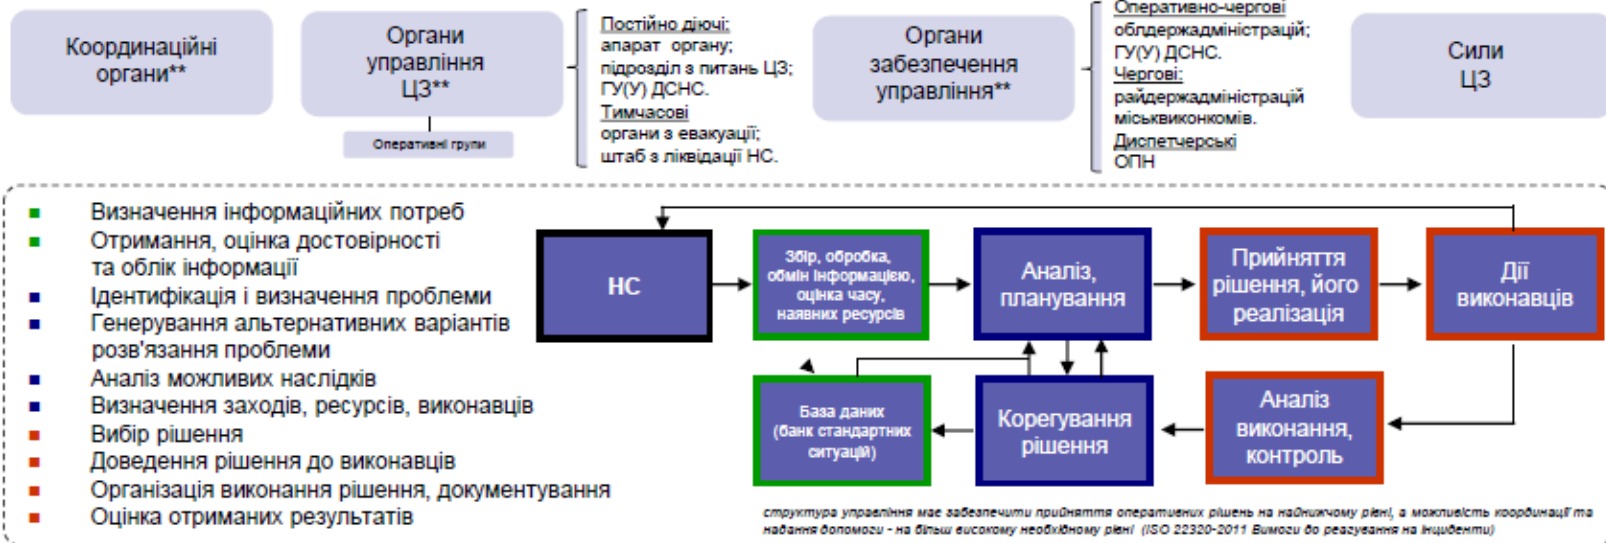 Координаційні
органи**
Органи
управління
ЦЗ**
Оперативні групи
Постійно діючі:
апарат органу;
підрозділ з питань ЦЗ;
ГУ(У) ДСНС.
Тимчасові
органи з евакуації;
штаб з ліквідації НС.
Органи
забезпечення
управління**
Оперативно-чергові
облдержадміністрацій;
ГУ(У) ДСНС.
Чергові:
райдержадміністрацій
міськвиконкомів.
Диспетчерські
ОПН
Сили
ЦЗ
Визначення інформаційних потреб
Отримання, оцінка достовірності
та облік інформації
Ідентифікація і визначення проблеми
Генерування альтернативних варіантів
розв'язання проблеми
Аналіз можливих наслідків
Визначення заходів, ресурсів, виконавців
Вибір рішення
Доведення рішення до виконавців
Організація виконання рішення, документування
Оцінка отриманих результатів
НС
Збір, обробка,
обмін інформацією,
оцінка часу,
наявних ресурсів
Аналіз,
планування
Прийняття
рішення, його
реалізація
Дії
виконавців
База даних
(банк стандартних
ситуацій)
Корегування
рішення
Аналіз
виконання,
контроль
структура управління має забезпечити прийняття оперативних рішень на найнижчому рівні, а можливість координації та
надання допомоги - на більш високому необхідному рівні (ISO 22320-2011 Вимоги до реагування на інциденти)